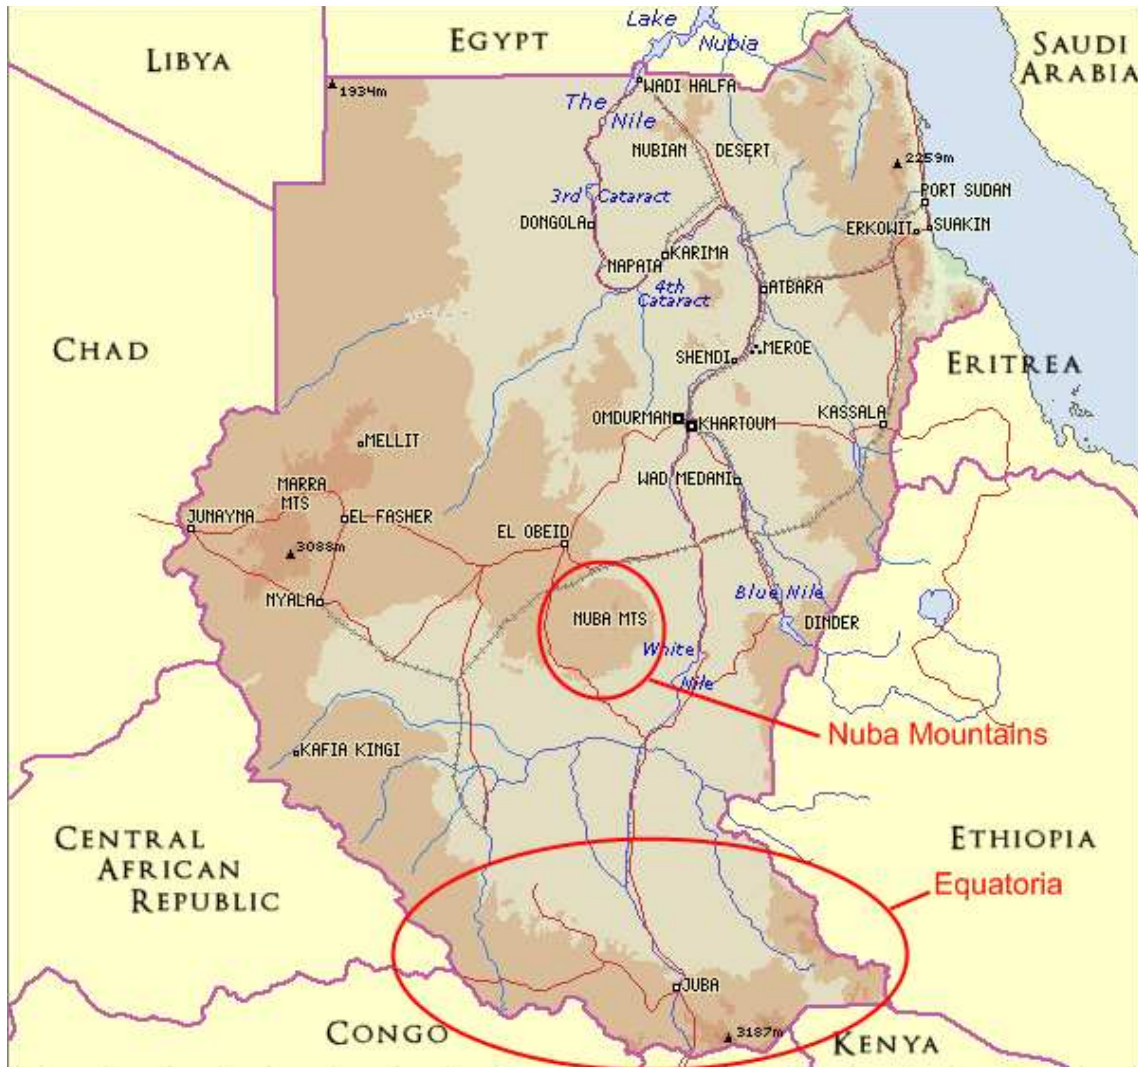 Lake
Nubia
EGYPT
LIBYA
SAUDI
ARABIA
1934m
WADI HALFA
The
Nile
NUBIAN DESERT
2259m
PORT SUDAN
3rd Cataract
DONGOLA
ERKOWIT
SUAKIN
NAPATA
KARIMA
4th
Cataract
ATBARA
CHAD
SHENDI
MEROE
ERITREA
OMDURMAN
KHARTOUM
KASSALA
MELLIT
WAD MEDANI
MARRA
MTS
JUNAYNA
EL FASHER
EL OBEID
3088m
NYALA
Blue Nile
NUBA MTS
DINDER
White
Nile
Nuba Mountains
KAFIA KINGI
CENTRAL
AFRICAN
REPUBLIC
ETHIOPIA
Equatoria
JUBA
CONGO
3187m
KENYA